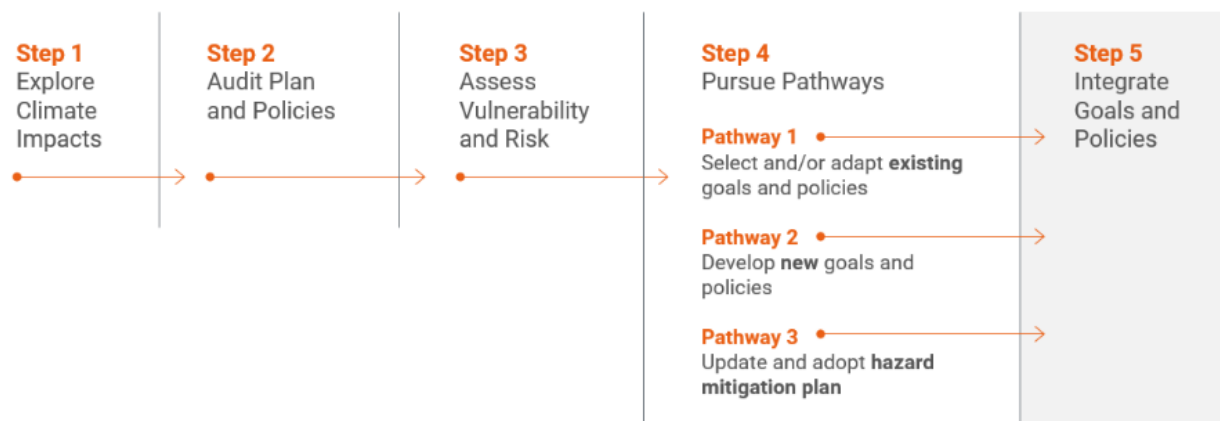 Step 1
Explore
Climate
Impacts
Step 2
Audit Plan
and Policies
Step 3
Assess
Vulnerability
and Risk
Step 4
Pursue Pathways
Pathway 1
Select and/or adapt existing
goals and policies
Pathway 2
Develop new goals and
policies
Pathway 3
Update and adopt hazard
mitigation plan
Step 5
Integrate
Goals and
Policies